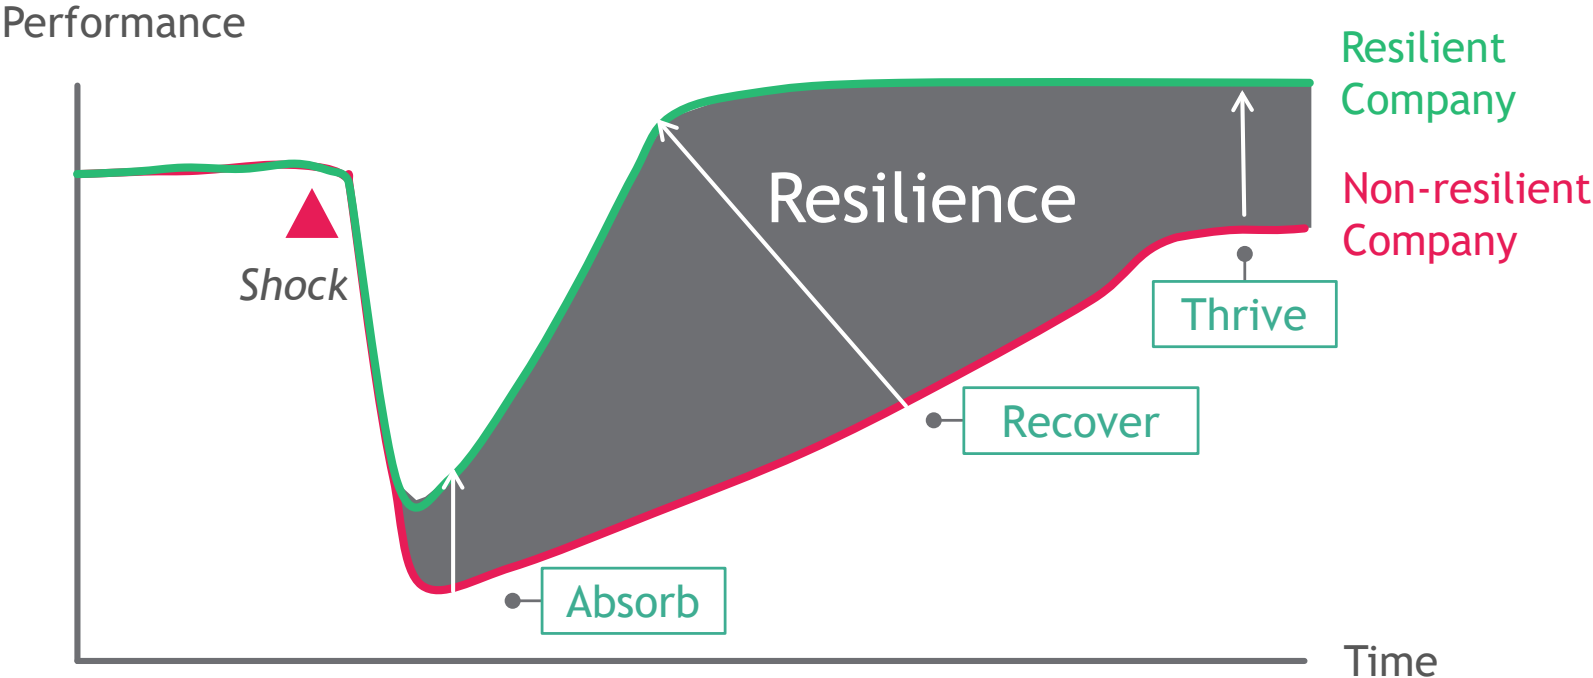 Performance
Resilient
Company
Resilience
Non-resilient
Company
Shock
Thrive
Recover
Absorb
Time